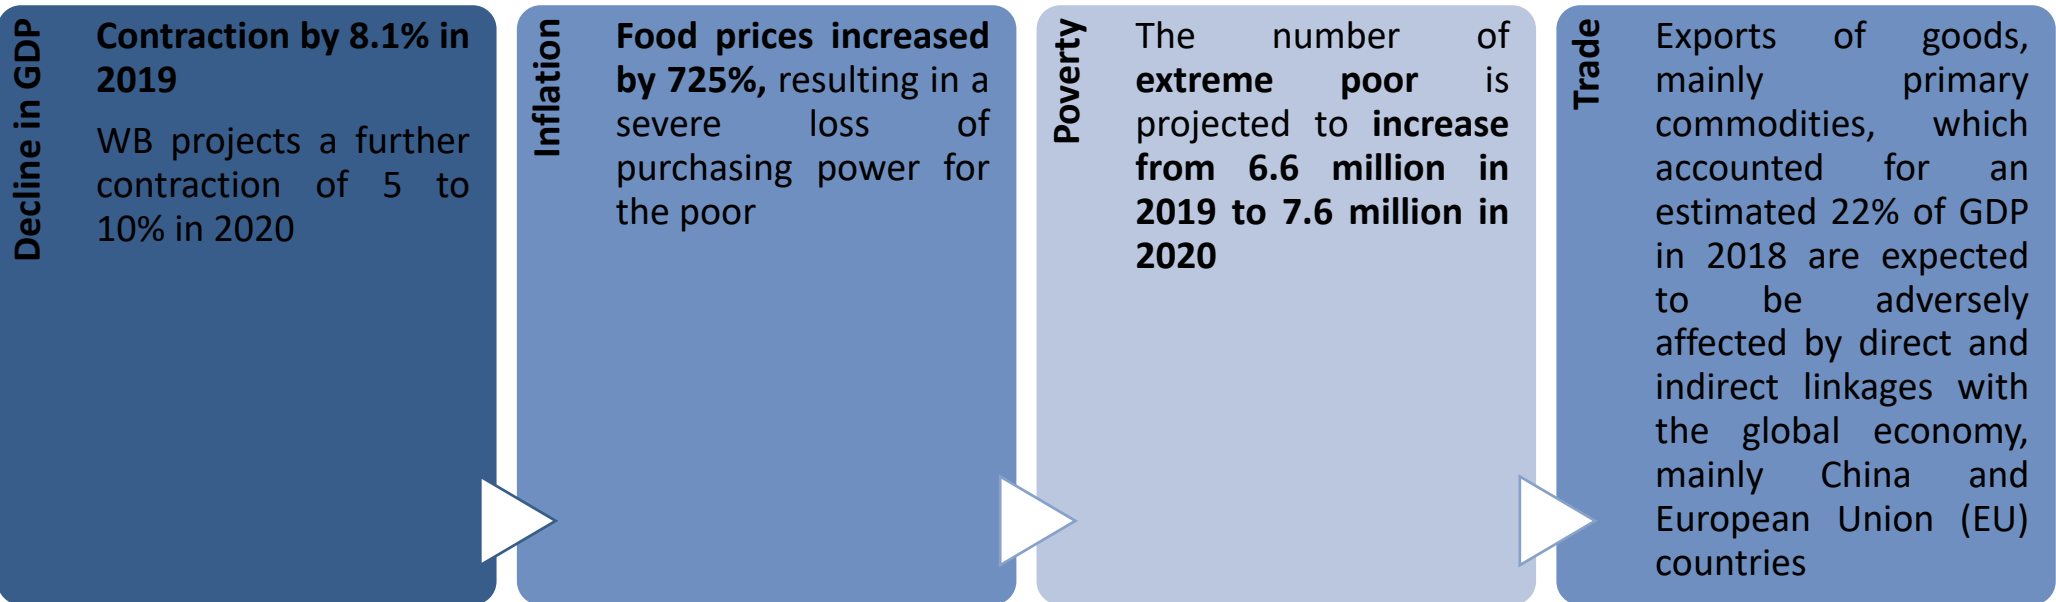 Decline in GDP
Contraction by 8.1% in
2019
WB projects a further
contraction of 5 to
10% in 2020
Inflation
Food prices increased
by 725%, resulting in a
severe loss of
purchasing power for
the poor
Poverty
The number of
extreme poor is
projected to increase
from 6.6 million in
2019 to 7.6 million in
2020
Trade
Exports of goods,
mainly primary
commodities, which
accounted for an
estimated 22% of GDP
in 2018 are expected
to be adversely
affected by direct and
indirect linkages with
the global economy,
mainly China and
European Union (EU)
countries